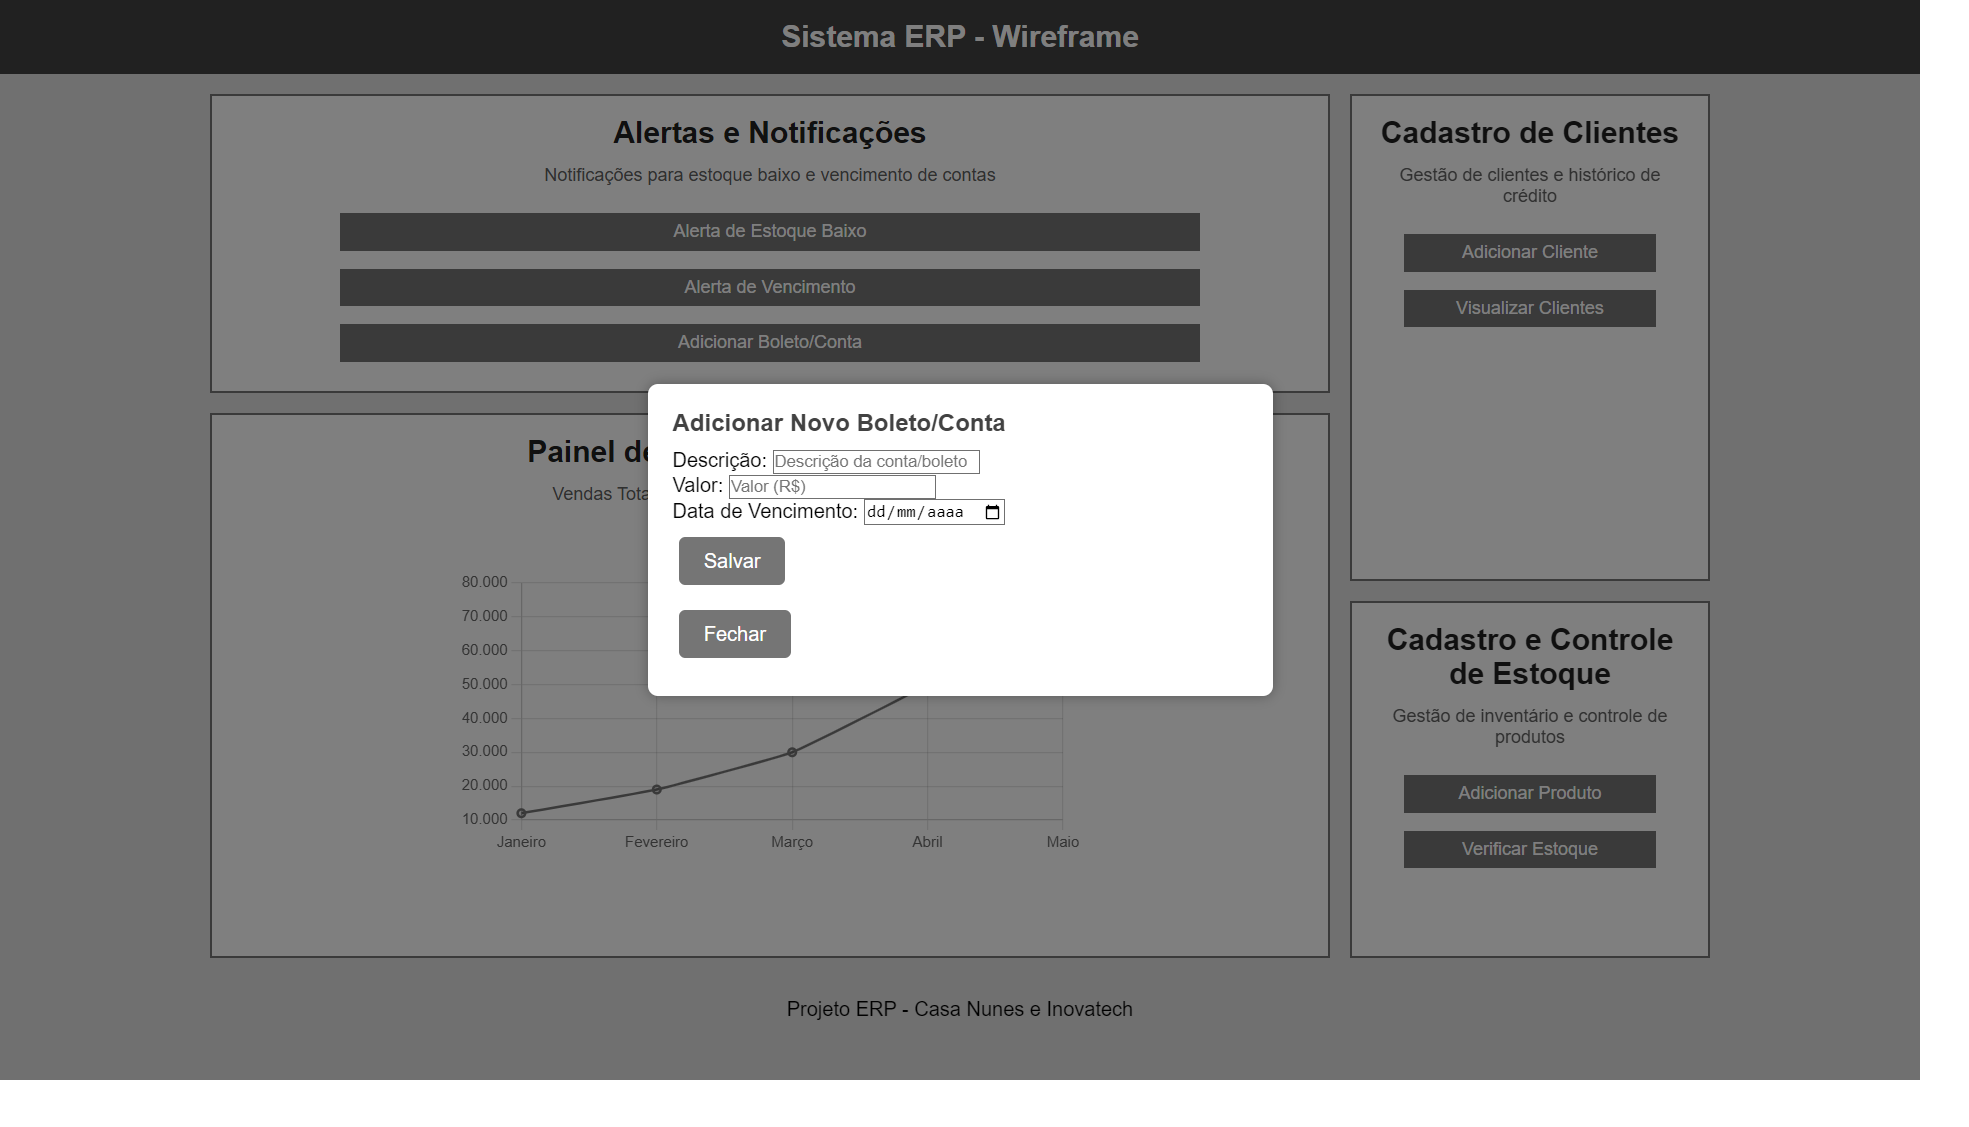 Sistema ERP - Wireframe
Alertas e Notificações
Notificações para estoque baixo e vencimento de contas
Alerta de Estoque Baixo
Alerta de Vencimento
Adicionar Boleto/Conta
Cadastro de Clientes
Gestão de clientes e histórico de
crédito
Adicionar Cliente
Visualizar Clientes
Adicionar Novo Boleto/Conta
Descrição: Descrição da conta/boleto
Valor: Valor (R$)
Data de Vencimento: dd/mm/aaaa
Salvar
Fechar
Painel
Vendas
80.000
70.000
60.000
50.000
40.000
30.000
20.000
10.000
Janeiro Fevereiro Março Abril Maio
Cadastro e Controle
de Estoque
Gestão de inventário e controle de
produtos
Adicionar Produto
Verificar Estoque
Projeto ERP - Casa Nunes e Inovatech